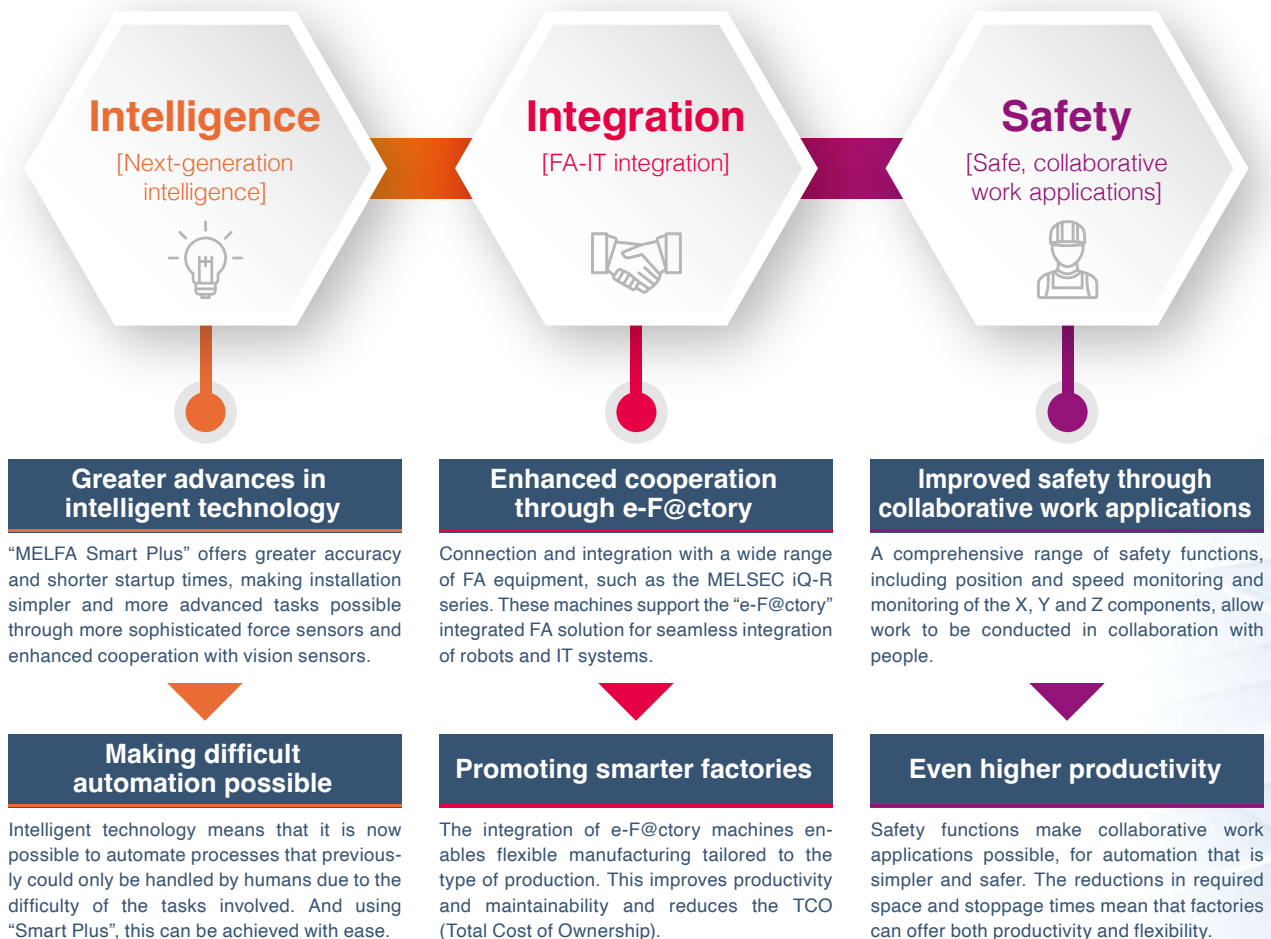 Intelligence
[Next-generation
intelligence]
Integration
[FA-IT integration]
Safety
[Safe, collaborative
work applications]
Greater advances in
intelligent technology
“MELFA Smart Plus” offers greater accuracy
and shorter startup times, making installation
simpler and more advanced tasks possible
through more sophisticated force sensors and
enhanced cooperation with vision sensors.
Making difficult
automation possible
Intelligent technology means that it is now
possible to automate processes that previous-
ly could only be handled by humans due to the
difficulty of the tasks involved. And using
“Smart Plus”, this can be achieved with ease.
Enhanced cooperation
through e-F@ctory
Connection and integration with a wide range
of FA equipment, such as the MELSEC iQ-R
series. These machines support the “e-F@ctory”
integrated FA solution for seamless integration
of robots and IT systems.
Promoting smarter factories
The integration of e-F@ctory machines en-
ables flexible manufacturing tailored to the
type of production. This improves productivity
and maintainability and reduces the TCO
(Total Cost of Ownership).
Improved safety through
collaborative work applications
A comprehensive range of safety functions,
including position and speed monitoring and
monitoring of the X, Y and Z components, allow
work to be conducted in collaboration with
people.
Even higher productivity
Safety functions make collaborative work
applications possible, for automation that is
simpler and safer. The reductions in required
space and stoppage times mean that factories
can offer both productivity and flexibility.